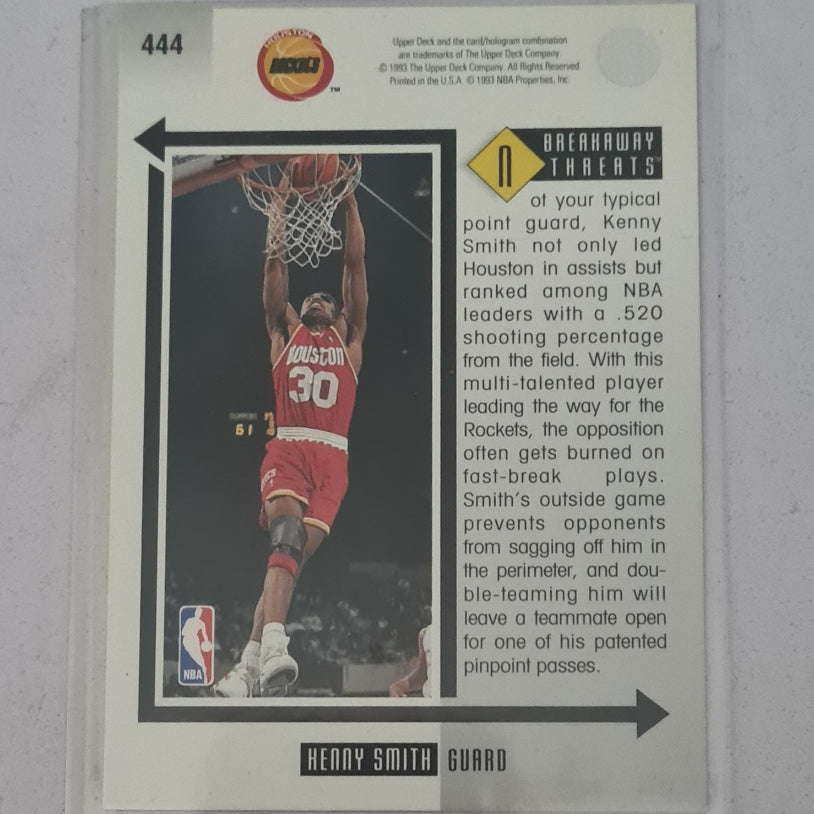 444
HOUSTON
ROCKETS
TM
Upper Deck and the card/hologram combination
are trademarks of The Upper Deck Company.
© 1993 The Upper Deck Company. All Rights Reserved.
Printed in the U.S.A. © 1993 NBA Properties, Inc.
BREAKAWAY
THREATS™
N
ot your typical
point guard, Kenny
Smith not only led
Houston in assists but
ranked among NBA
leaders with a .520
shooting percentage
from the field. With this
multi-talented player
leading the way for the
Rockets, the opposition
often gets burned on
fast-break plays.
Smith's outside game
prevents opponents
from sagging off him in
the perimeter, and dou-
ble-teaming him will
leave a teammate open
for one of his patented
pinpoint passes.
HOUSTON
30
CLIPPERS
61
NBA
KENNY SMITH GUARD